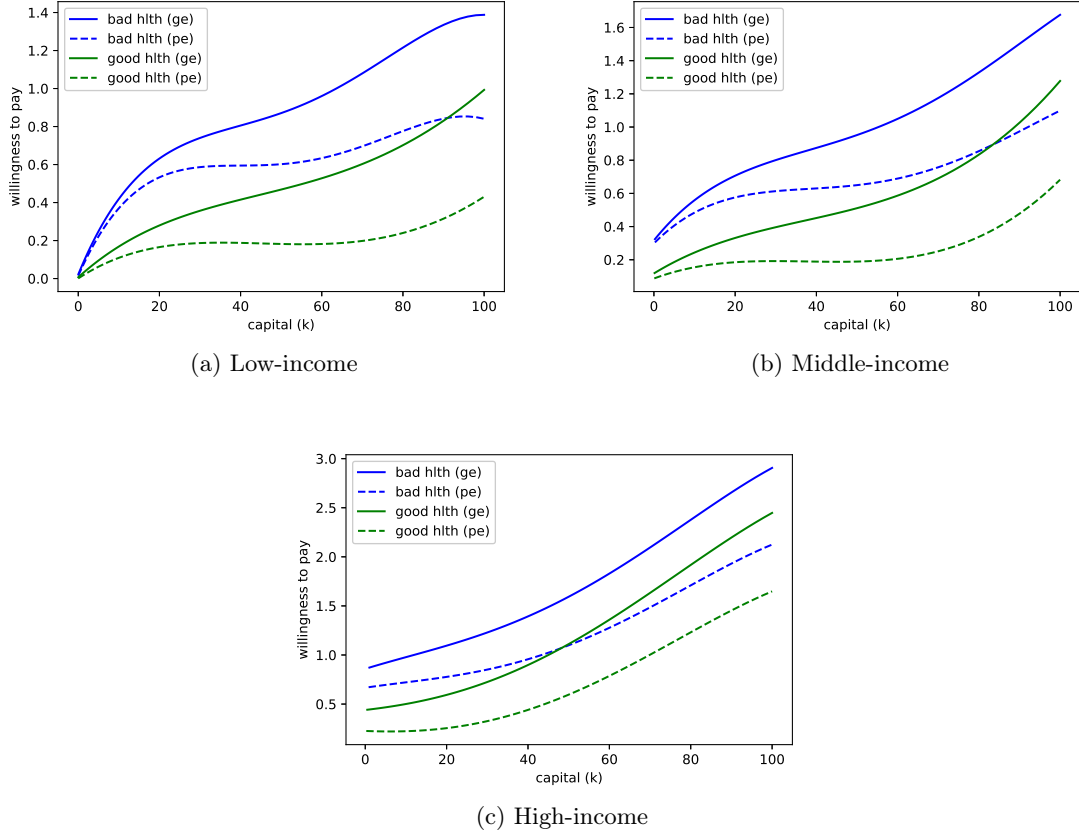 willingness to pay
1.4
1.2
1.0
0.8
0.6
0.4
0.2
0.0
bad hlth (ge)
bad hlth (pe)
good hlth (ge)
good hlth (pe)
0 20 40 60 80 100
capital (k)
(a) Low-income
willingness to pay
1.6
1.4
1.2
1.0
0.8
0.6
0.4
0.2
bad hlth (ge)
bad hlth (pe)
good hlth (ge)
good hlth (pe)
0 20 40 60 80 100
capital (k)
(b) Middle-income
willingness to pay
3.0
2.5
2.0
1.5
1.0
0.5
bad hlth (ge)
bad hlth (pe)
good hlth (ge)
good hlth (pe)
0 20 40 60 80 100
capital (k)
(c) High-income